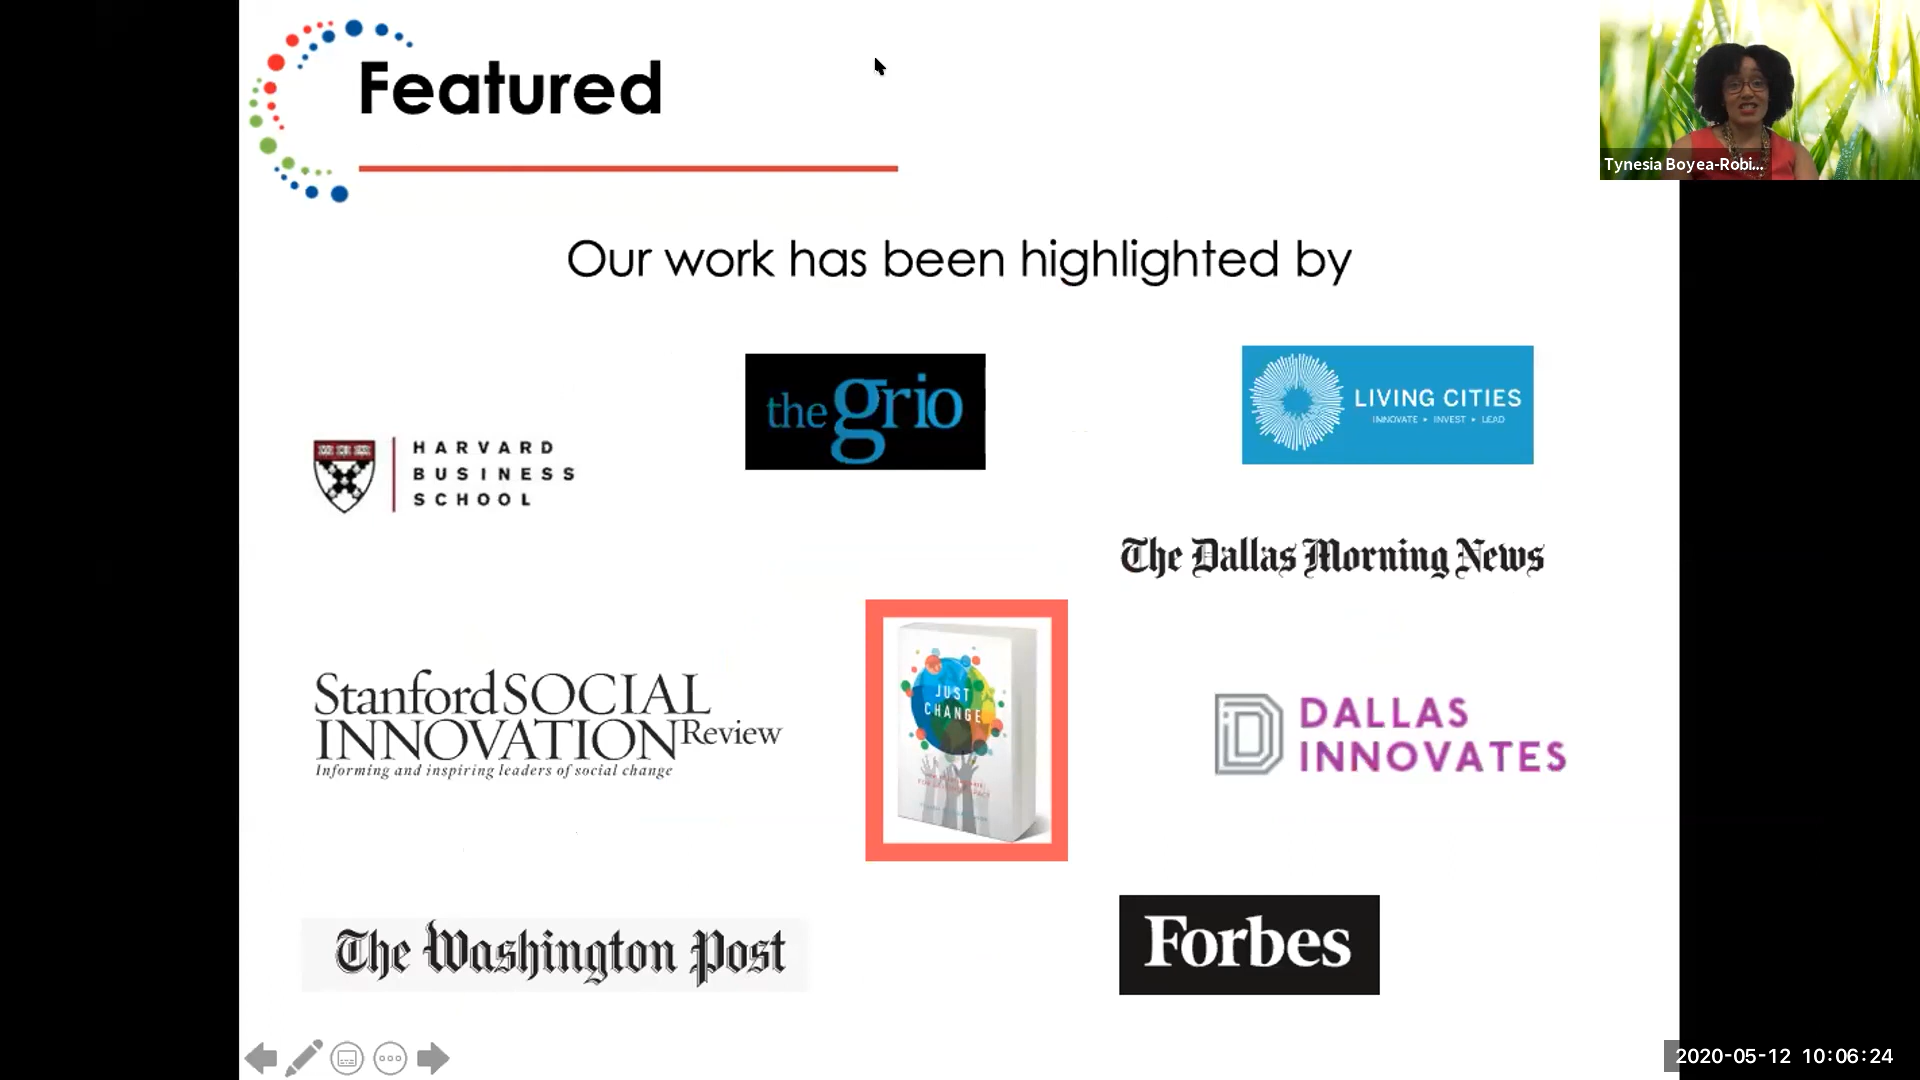 Featured
Tynesia Boyea-Robi...
Our work has been highlighted by
the grio
LIVING CITIES
INNOVATE • INVEST • LEAD
HARVARD
BUSINESS
SCHOOL
The Dallas Morning News
JUST
CHANGE
Stanford SOCIAL
INNOVATION Review
Informing and inspiring leaders of social change
DALLAS
INNOVATES
The Washington Post
Forbes
2020-05-12 10:06:24